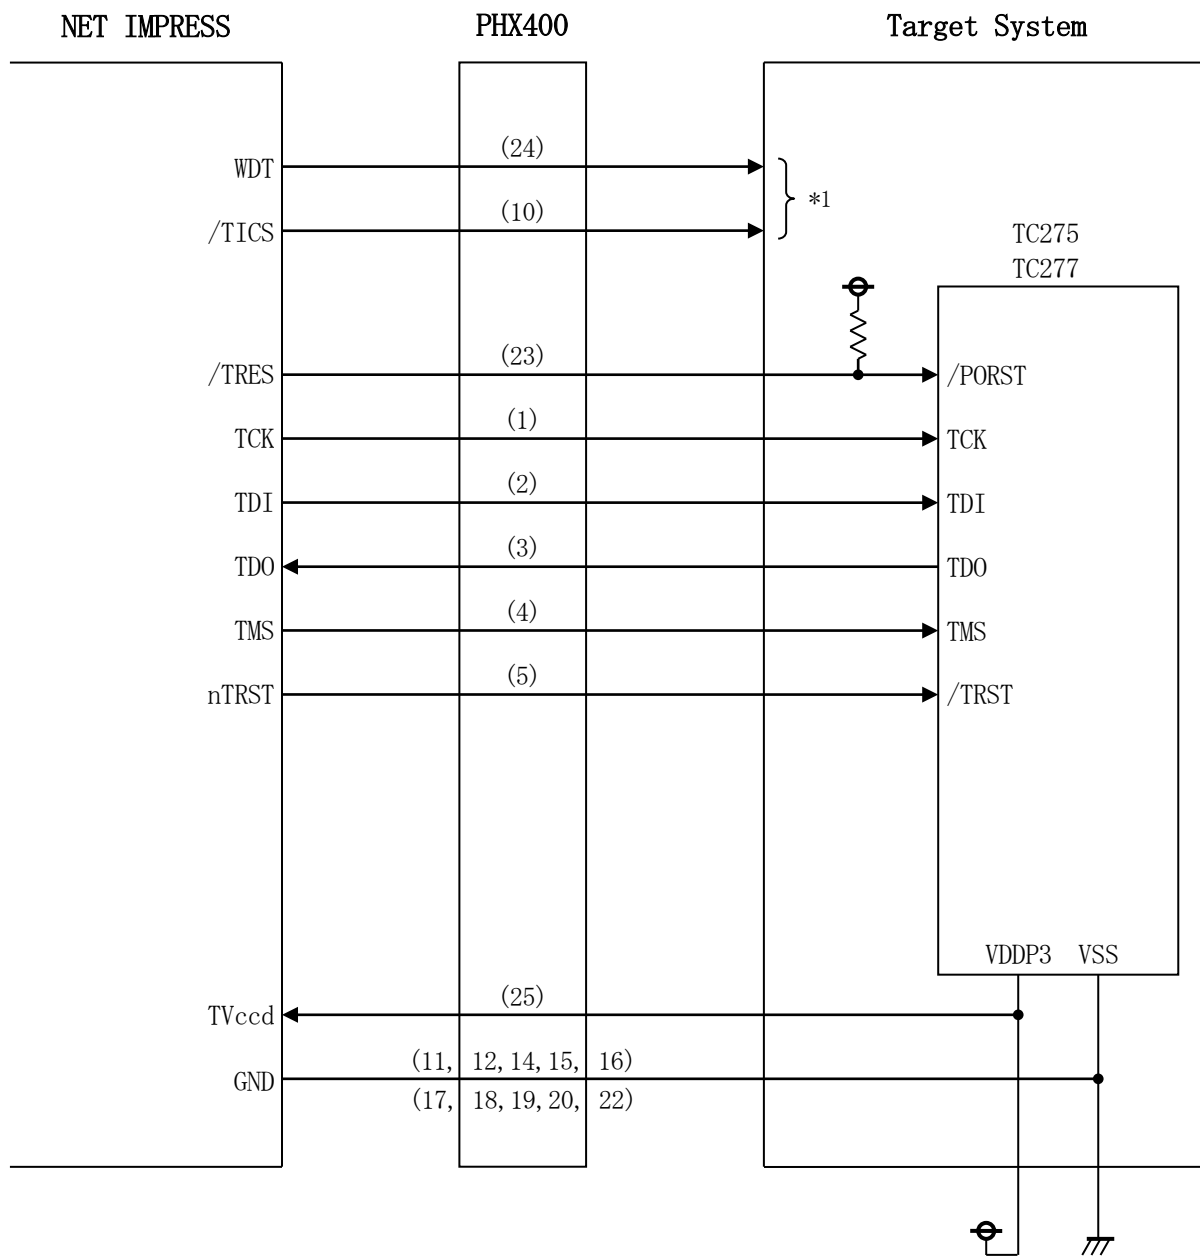 NET IMPRESS PHX400 Target System
WDT (24)
*1
/TICS (10)
TC275
TC277
/TRES (23) /PORST
TCK (1) TCK
TDI (2) TDI
TDO (3) TDO
TMS (4) TMS
nTRST (5) /TRST
VDDP3 VSS
TVccd (25)
(11, 12, 14, 15, 16)
GND
(17, 18, 19, 20, 22)